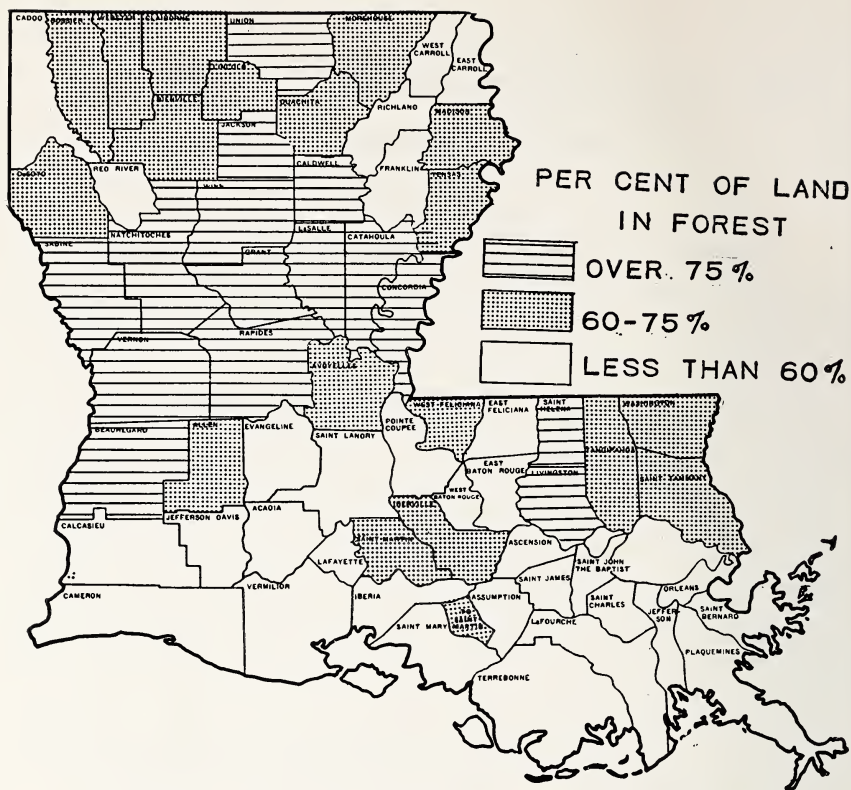 CADDO
BOSSIER
WEBSTER
CLAIBORNE
UNION
MOREHOUSE
WEST
CARROLL
EAST
CARROLL
LINCOLN
OUACHITA
RICHLAND
MADISON
BIENVILLE
JACKSON
CALDWELL
FRANKLIN
TENSAS
RED RIVER
DeSOTO
WINN
SABINE
NATCHITOCHES
LaSALLE
CATAHOULA
GRANT
CONCORDIA
RAPIDES
VERNON
AVOYELLES
PER CENT OF LAND
IN FOREST
OVER 75%
60-75%
LESS THAN 60%
BEAUREGARD
ALLEN
EVANGELINE
SAINT LANDRY
POINTE
COUPEE
WEST FELICIANA
EAST
FELICIANA
SAINT
HELENA
TANGIPAHOA
WASHINGTON
SAINT TAMMANY
EAST
BATON ROUGE
WEST
BATON ROUGE
LIVINGSTON
CALCASIEU
JEFFERSON DAVIS
ACADIA
LAFAYETTE
SAINT MARTIN
IBERVILLE
ASCENSION
SAINT JOHN
THE BAPTIST
SAINT JAMES
CAMERON
VERMILION
IBERIA
ASSUMPTION
SAINT MARY
SAINT
MARTIN
SAINT
CHARLES
ORLEANS
JEFFER-
SON
SAINT
BERNARD
LaFOURCHE
PLAQUEMINES
TERREBONNE